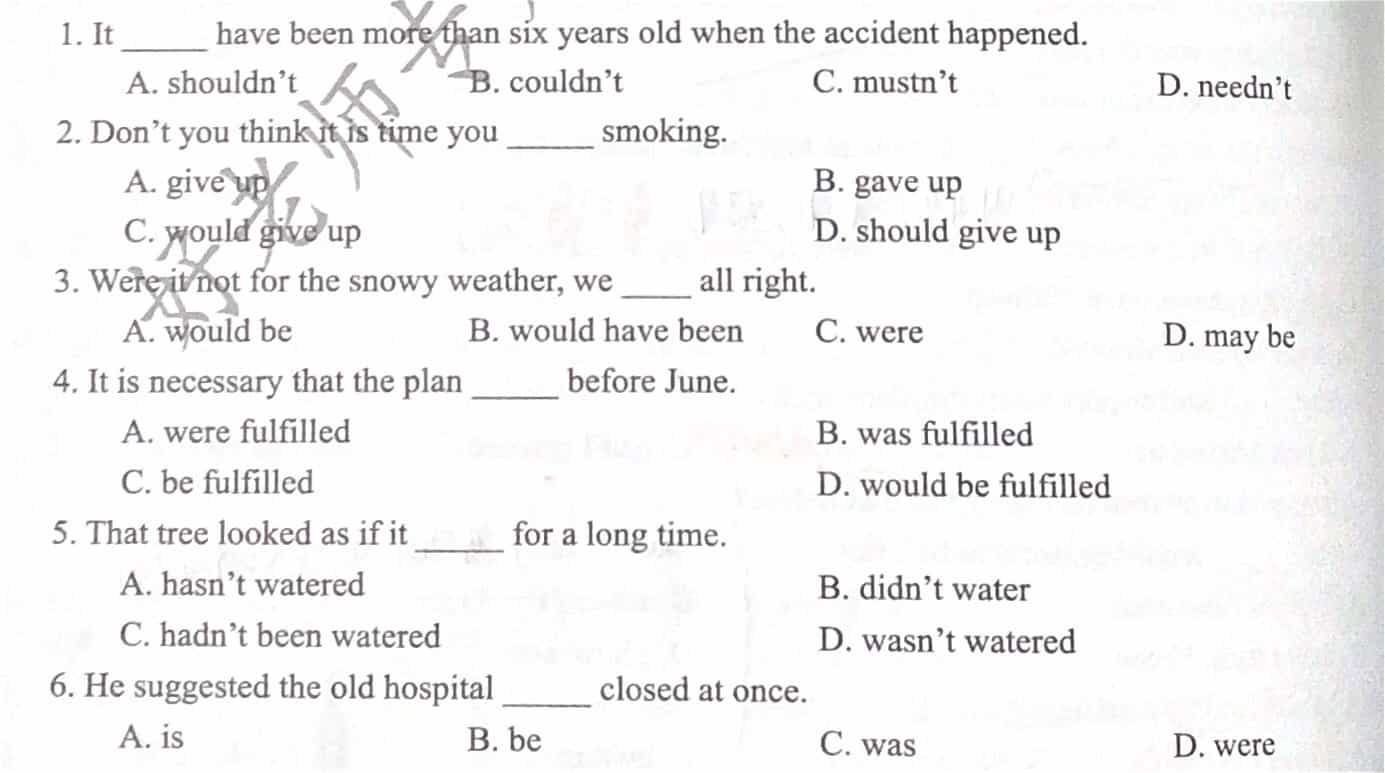 1. It ______ have been more than six years old when the accident happened.
A. shouldn't B. couldn't C. mustn't D. needn't
2. Don't you think it is time you ______ smoking.
A. give up B. gave up
C. would give up D. should give up
3. Were it not for the snowy weather, we _____ all right.
A. would be B. would have been C. were D. may be
4. It is necessary that the plan ______ before June.
A. were fulfilled B. was fulfilled
C. be fulfilled D. would be fulfilled
5. That tree looked as if it ______ for a long time.
A. hasn't watered B. didn't water
C. hadn't been watered D. wasn't watered
6. He suggested the old hospital ______ closed at once.
A. is B. be C. was D. were